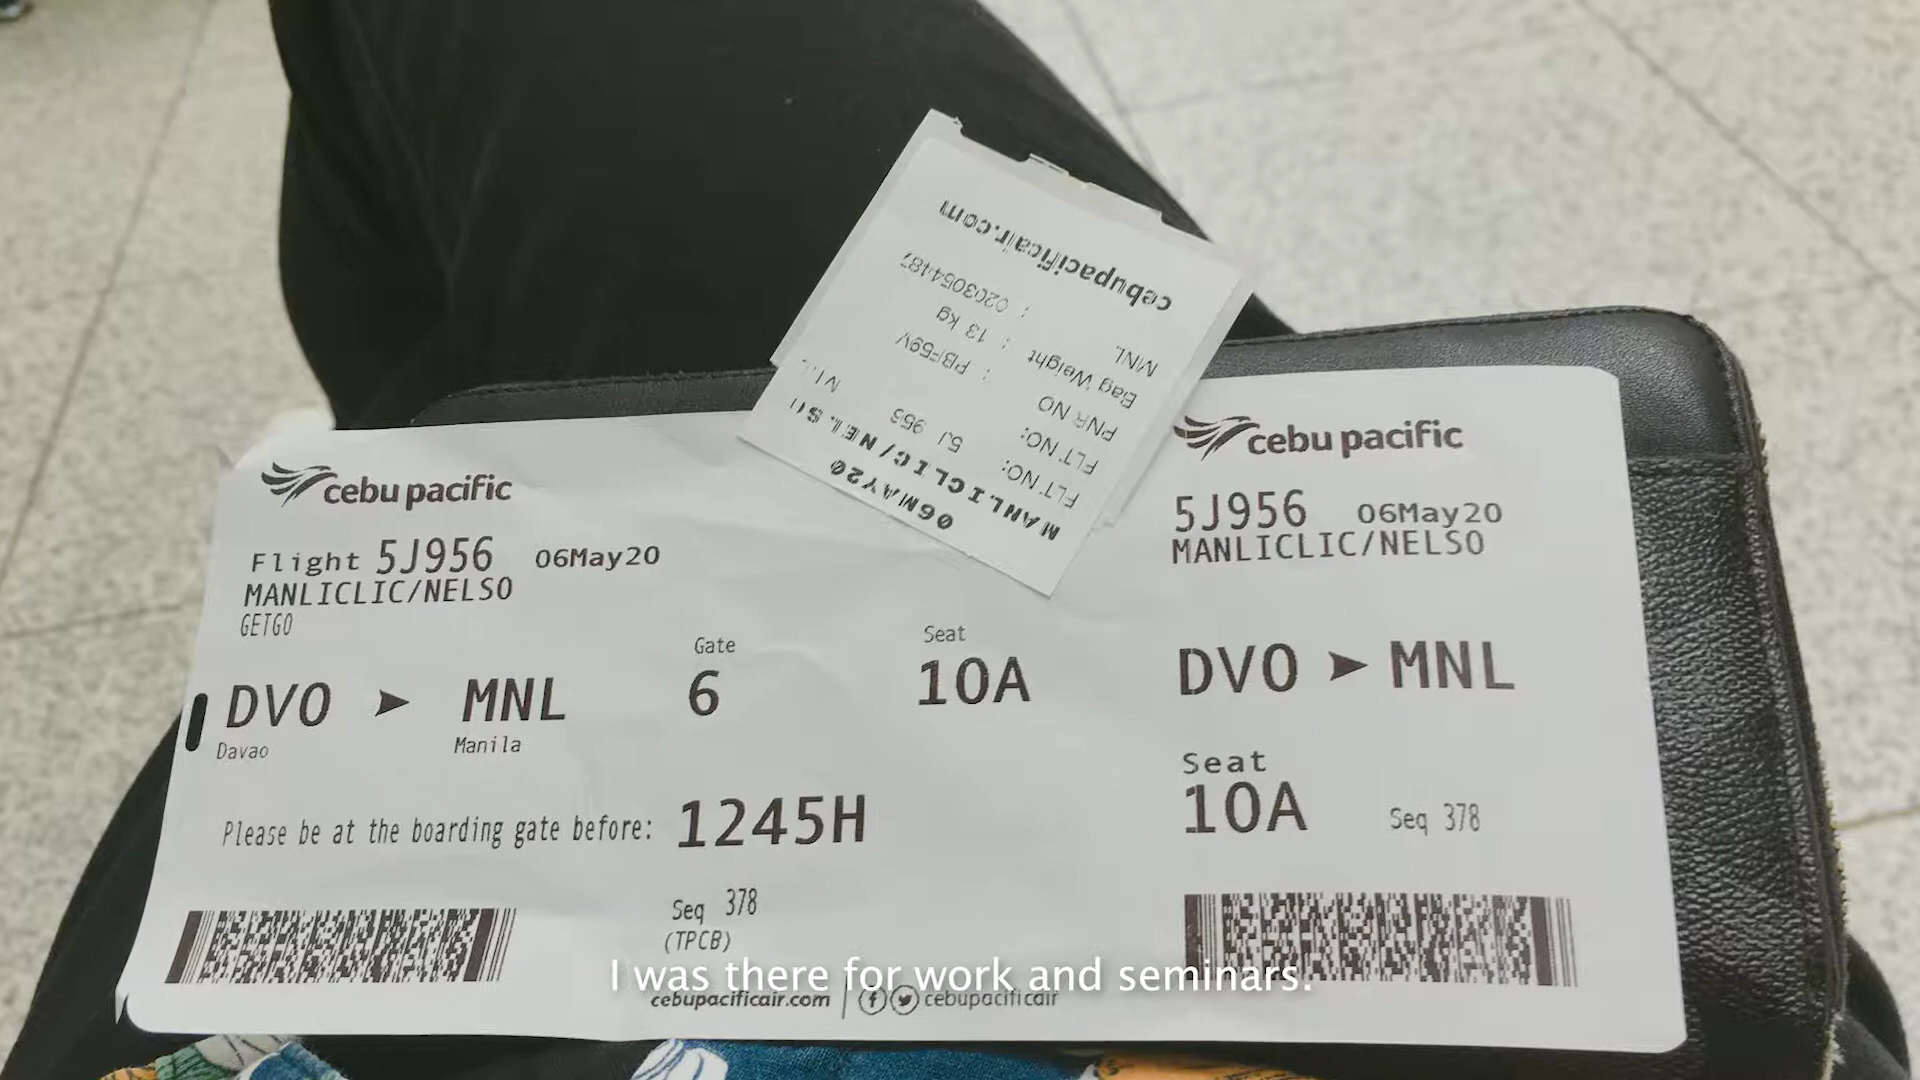 cebu pacific
Flight 5J956 06May20
MANLICLIC/NELSO
GETGO
Gate
6
Seat
10A
DVO ➤ MNL
Davao Manila
Please be at the boarding gate before: 1245H
Seq 378
(TPCB)
cebupacificair.com | cebupacificair
cebu pacific
5J956 06May20
MANLICLIC/NELSO
DVO ➤ MNL
Seat
10A Seq 378
06MAY20
MANLICLIC/NELSO
FLT NO: 5J 956
FLT NO:
PNR NO :
Bag Weight : 13 kg
MNL : 0203054487
cebupacificair.com
I was there for work and seminars.